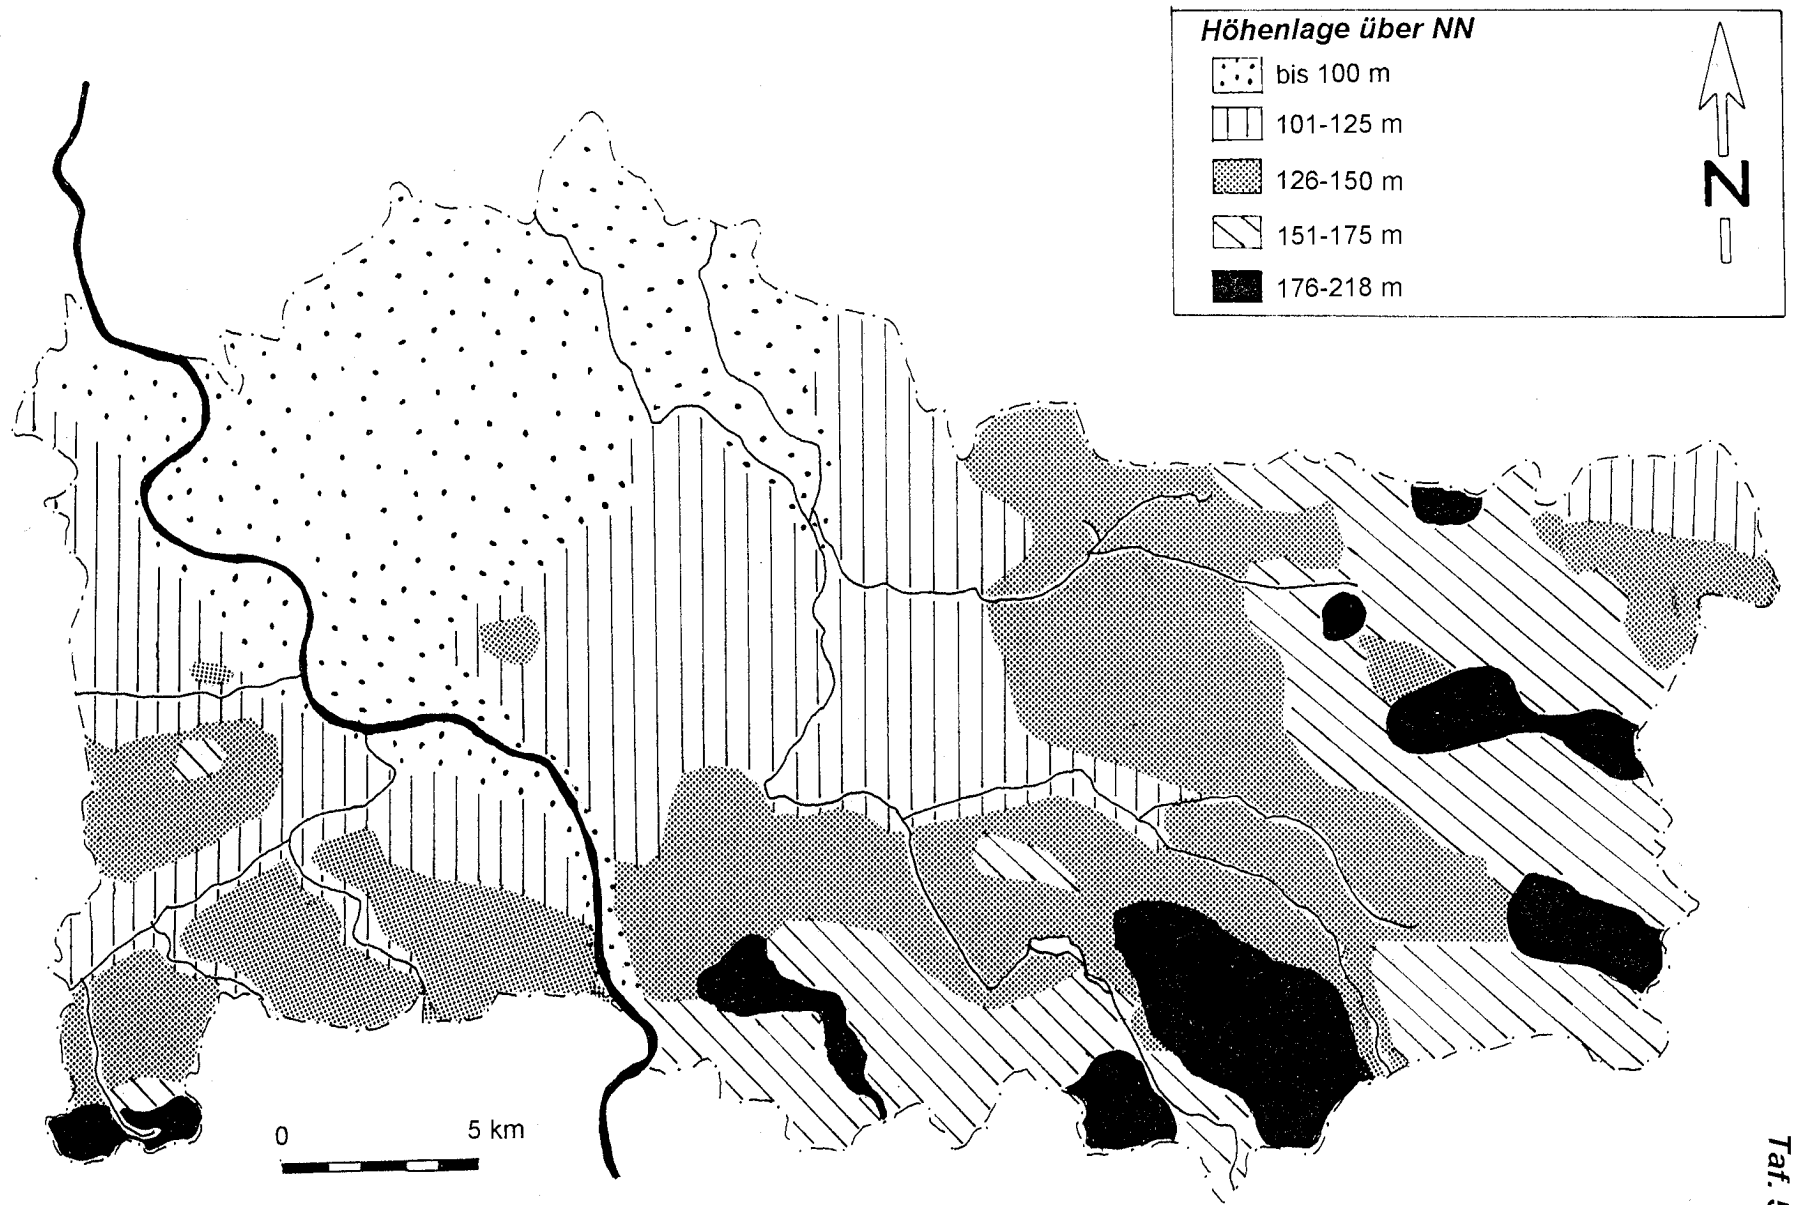 Höhenlage über NN
bis 100 m
101-125 m
126-150 m
151-175 m
176-218 m
N
0 5 km
Taf.